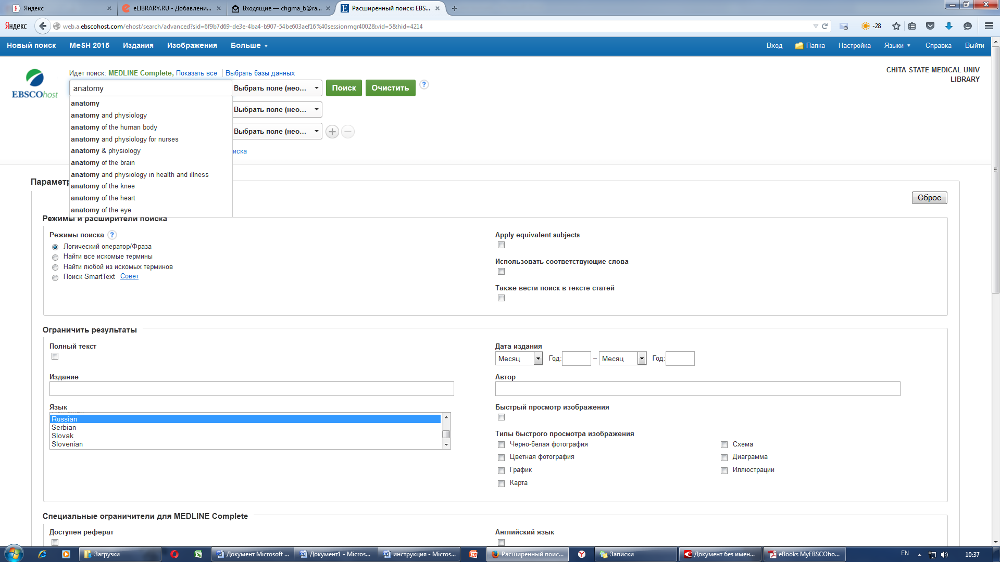 Яндекс
eLIBRARY.RU - Добавлени...
Входящие — chgma_b@ra...
Расширенный поиск: EBS...
Яндекс
web.a.ebscohost.com/ehost/search/advanced?sid=6f9b7d69-de3e-4ba4-b907-54be603aef16%40sessionmgr4002&vid=5&hid=4214
-28
Новый поиск MeSH 2015 Издания Изображения Больше
Вход Папка Настройка Языки Справка Выйти
EBSCOhost
Идет поиск: MEDLINE Complete, Показать все Выбрать базы данных
CHITA STATE MEDICAL UNIV
LIBRARY
anatomy Выбрать поле (нео... Поиск Очистить ?
anatomy
anatomy and physiology Выбрать поле (нео...
anatomy of the human body Выбрать поле (нео...
anatomy and physiology for nurses
anatomy & physiology иска
anatomy of the brain
anatomy and physiology in health and illness
Параметр
anatomy of the knee
anatomy of the heart
Сброс
anatomy of the eye
Режимы и расширители поиска
Режимы поиска ?
Логический оператор/Фраза
Найти все искомые термины
Найти любой из искомых терминов
Поиск SmartText Совет
Apply equivalent subjects
Использовать соответствующие слова
Также вести поиск в тексте статей
Ограничить результаты
Полный текст
Дата издания
Месяц Год: – Месяц Год:
Издание
Автор
Язык
Russian
Serbian
Slovak
Slovenian
Быстрый просмотр изображения
Типы быстрого просмотра изображения
Черно-белая фотография Схема
Цветная фотография Диаграмма
График Иллюстрации
Карта
Специальные ограничители для MEDLINE Complete
Доступен реферат Английский язык
Загрузки
Документ Microsoft ...
Документ1 - Micros...
инструкция - Micros...
Расширенный поис...
Записки
Документ без имен...
eBooks MyEBSCOho...
EN
10:37